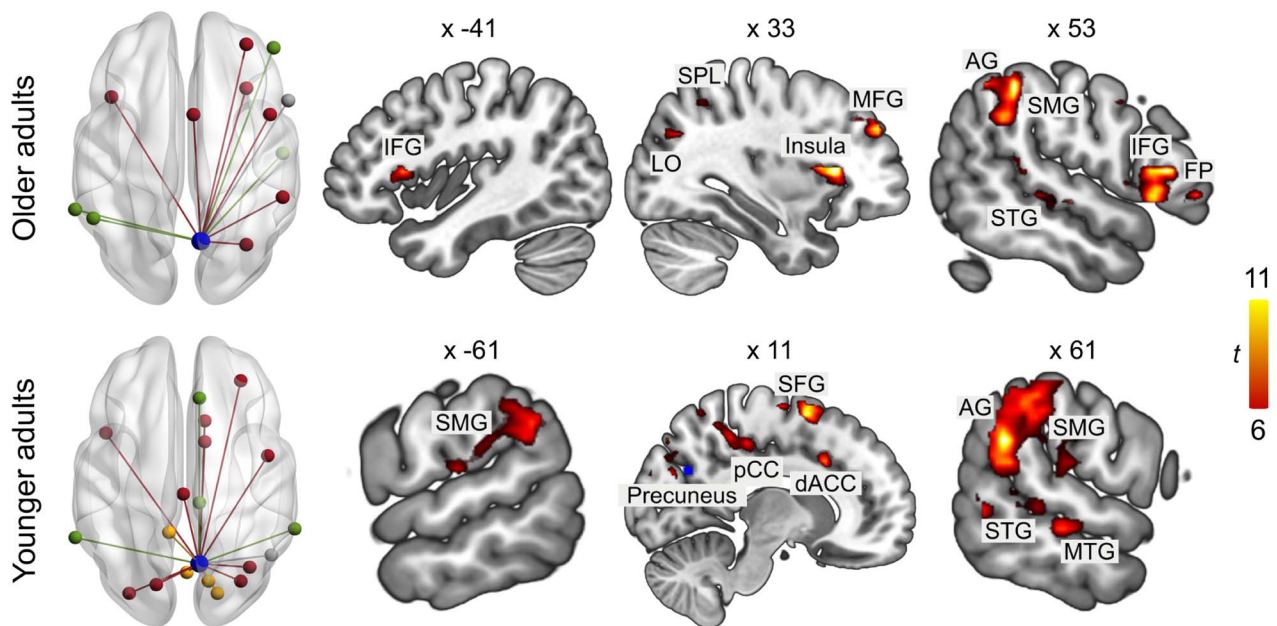 Older adults
x -41
x 33
x 53
IFG
SPL
MFG
LO
Insula
AG
SMG
IFG
FP
STG
11
t
6
Younger adults
x -61
x 11
x 61
SMG
SFG
pCC
dACC
Precuneus
AG
SMG
STG
MTG